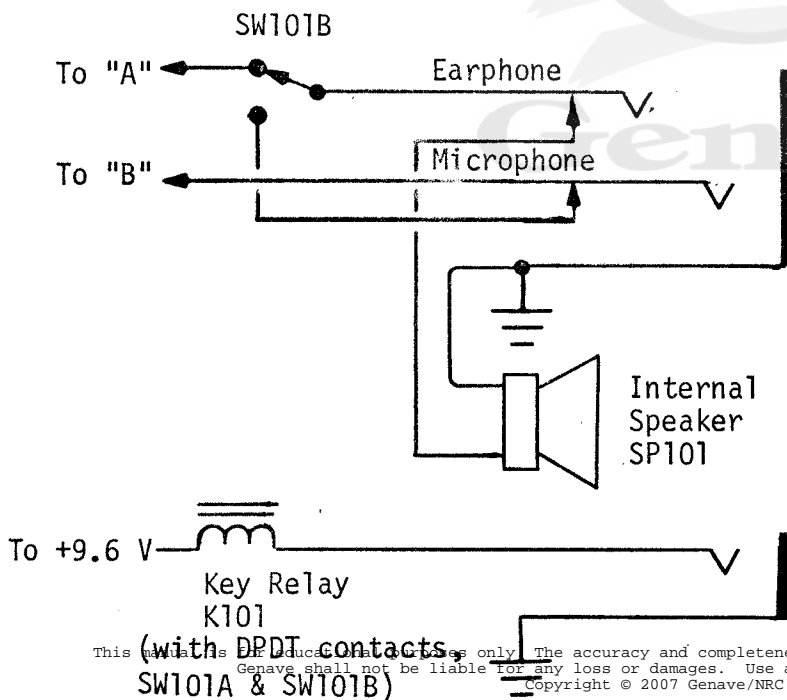 SW101B
To "A"
Earphone
Microphone
To "B"
Internal
Speaker
SP101
To +9.6 V
Key Relay
K101
(with DPDT contacts,
SW101A & SW101B)
This manual is for educational purposes only. The accuracy and completene
Genave shall not be liable for any loss or damages. Use a
Copyright © 2007 Genave/NRC
Gen